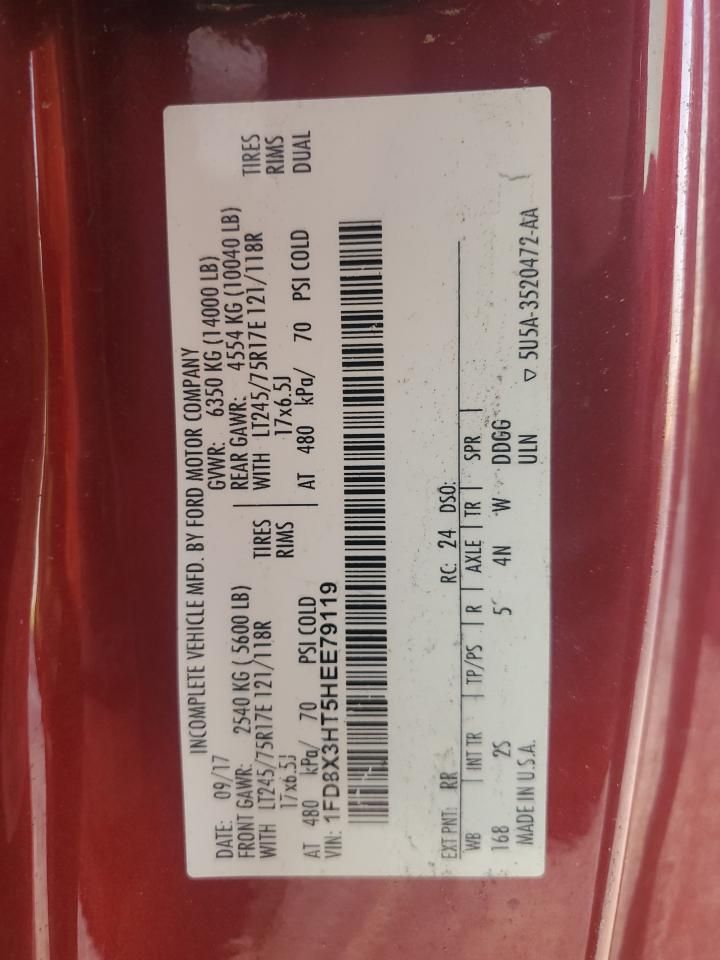 INCOMPLETE VEHICLE MFD. BY FORD MOTOR COMPANY
DATE: 09/17 GVWR: 6350 KG (14000 LB)
FRONT GAWR: 2540 KG ( 5600 LB) REAR GAWR: 4554 KG (10040 LB)
WITH LT245/75R17E 121/118R TIRES WITH LT245/75R17E 121/118R TIRES
17x6.5J RIMS 17x6.5J RIMS
AT 480 kPa/ 70 PSI COLD AT 480 kPa/ 70 PSI COLD DUAL
VIN: 1FD8X3HT5HEE79119
EXT PNT: RR RC: 24 DSO:
WB INT TR TP/PS R AXLE TR SPR
168 2S 5 4N W DDGG
MADE IN U.S.A. ULN ▽ 5U5A-3520472-AA